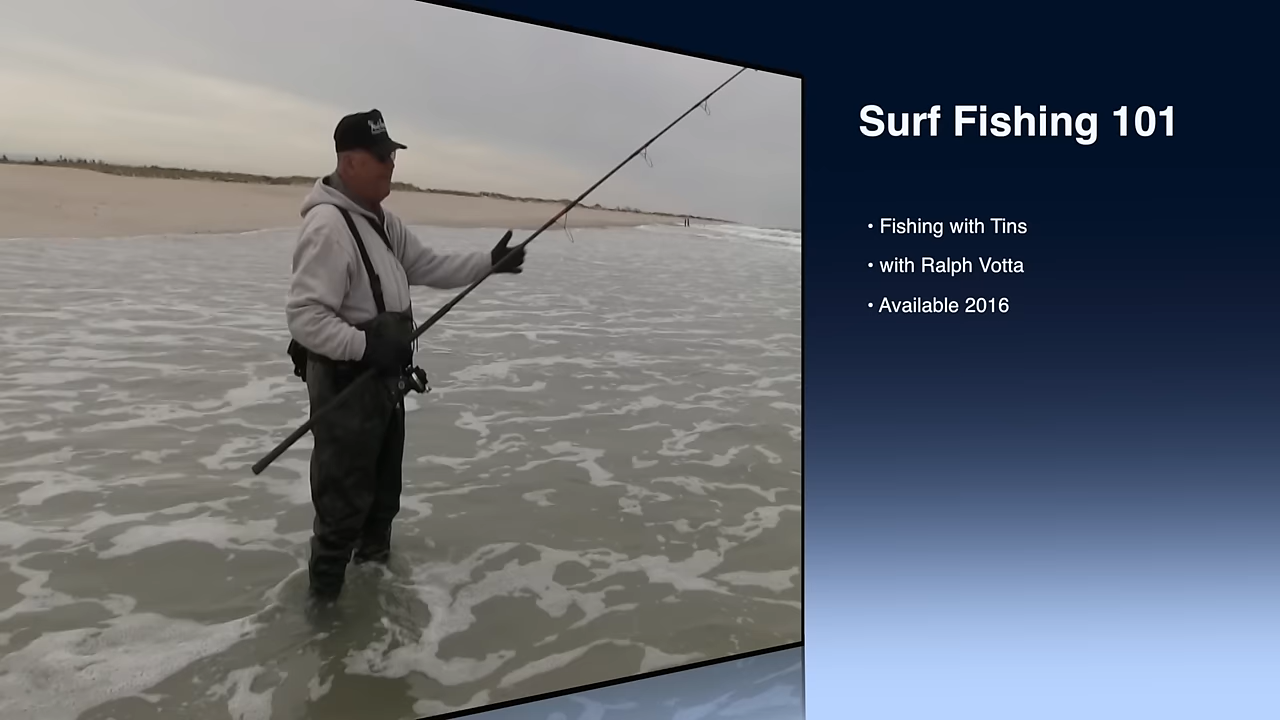 Surf Fishing 101
• Fishing with Tins
• with Ralph Votta
• Available 2016